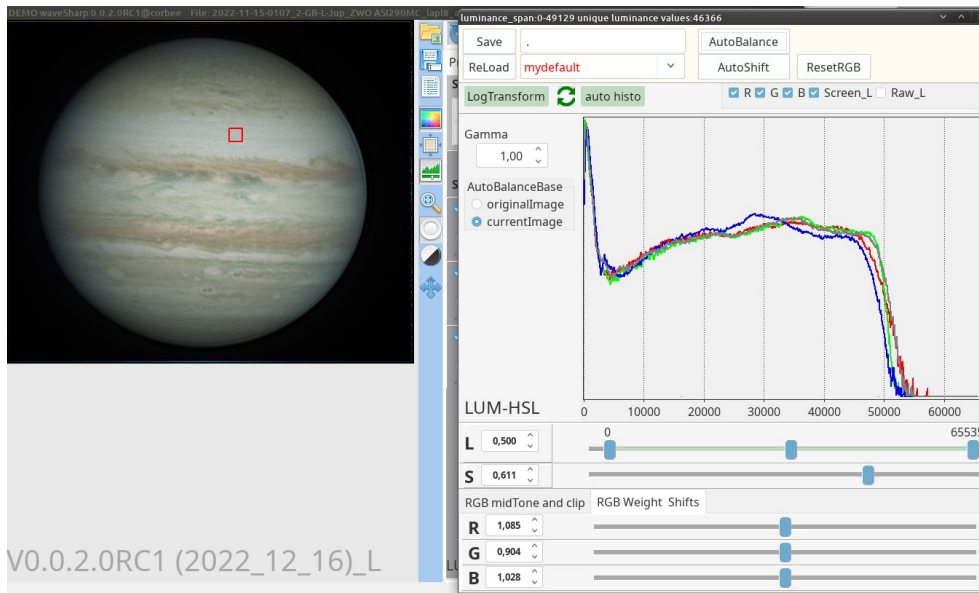 DEMO waveSharp 0.0.2.0RC1@corbee File: 2022-11-15-0107_2-GB-L-Jup_ZWO ASI290MC_lapl8_a
luminance_span:0-49129 unique luminance values:46366
Save . AutoBalance
ReLoad mydefault AutoShift ResetRGB
LogTransform auto histo R G B Screen_L Raw_L
Gamma
1,00
AutoBalanceBase
originalImage
currentImage
LUM-HSL
0 10000 20000 30000 40000 50000 60000
0 65535
L 0,500
S 0,611
RGB midTone and clip RGB Weight Shifts
R 1,085
G 0,904
B 1,028
V0.0.2.0RC1 (2022_12_16)_L